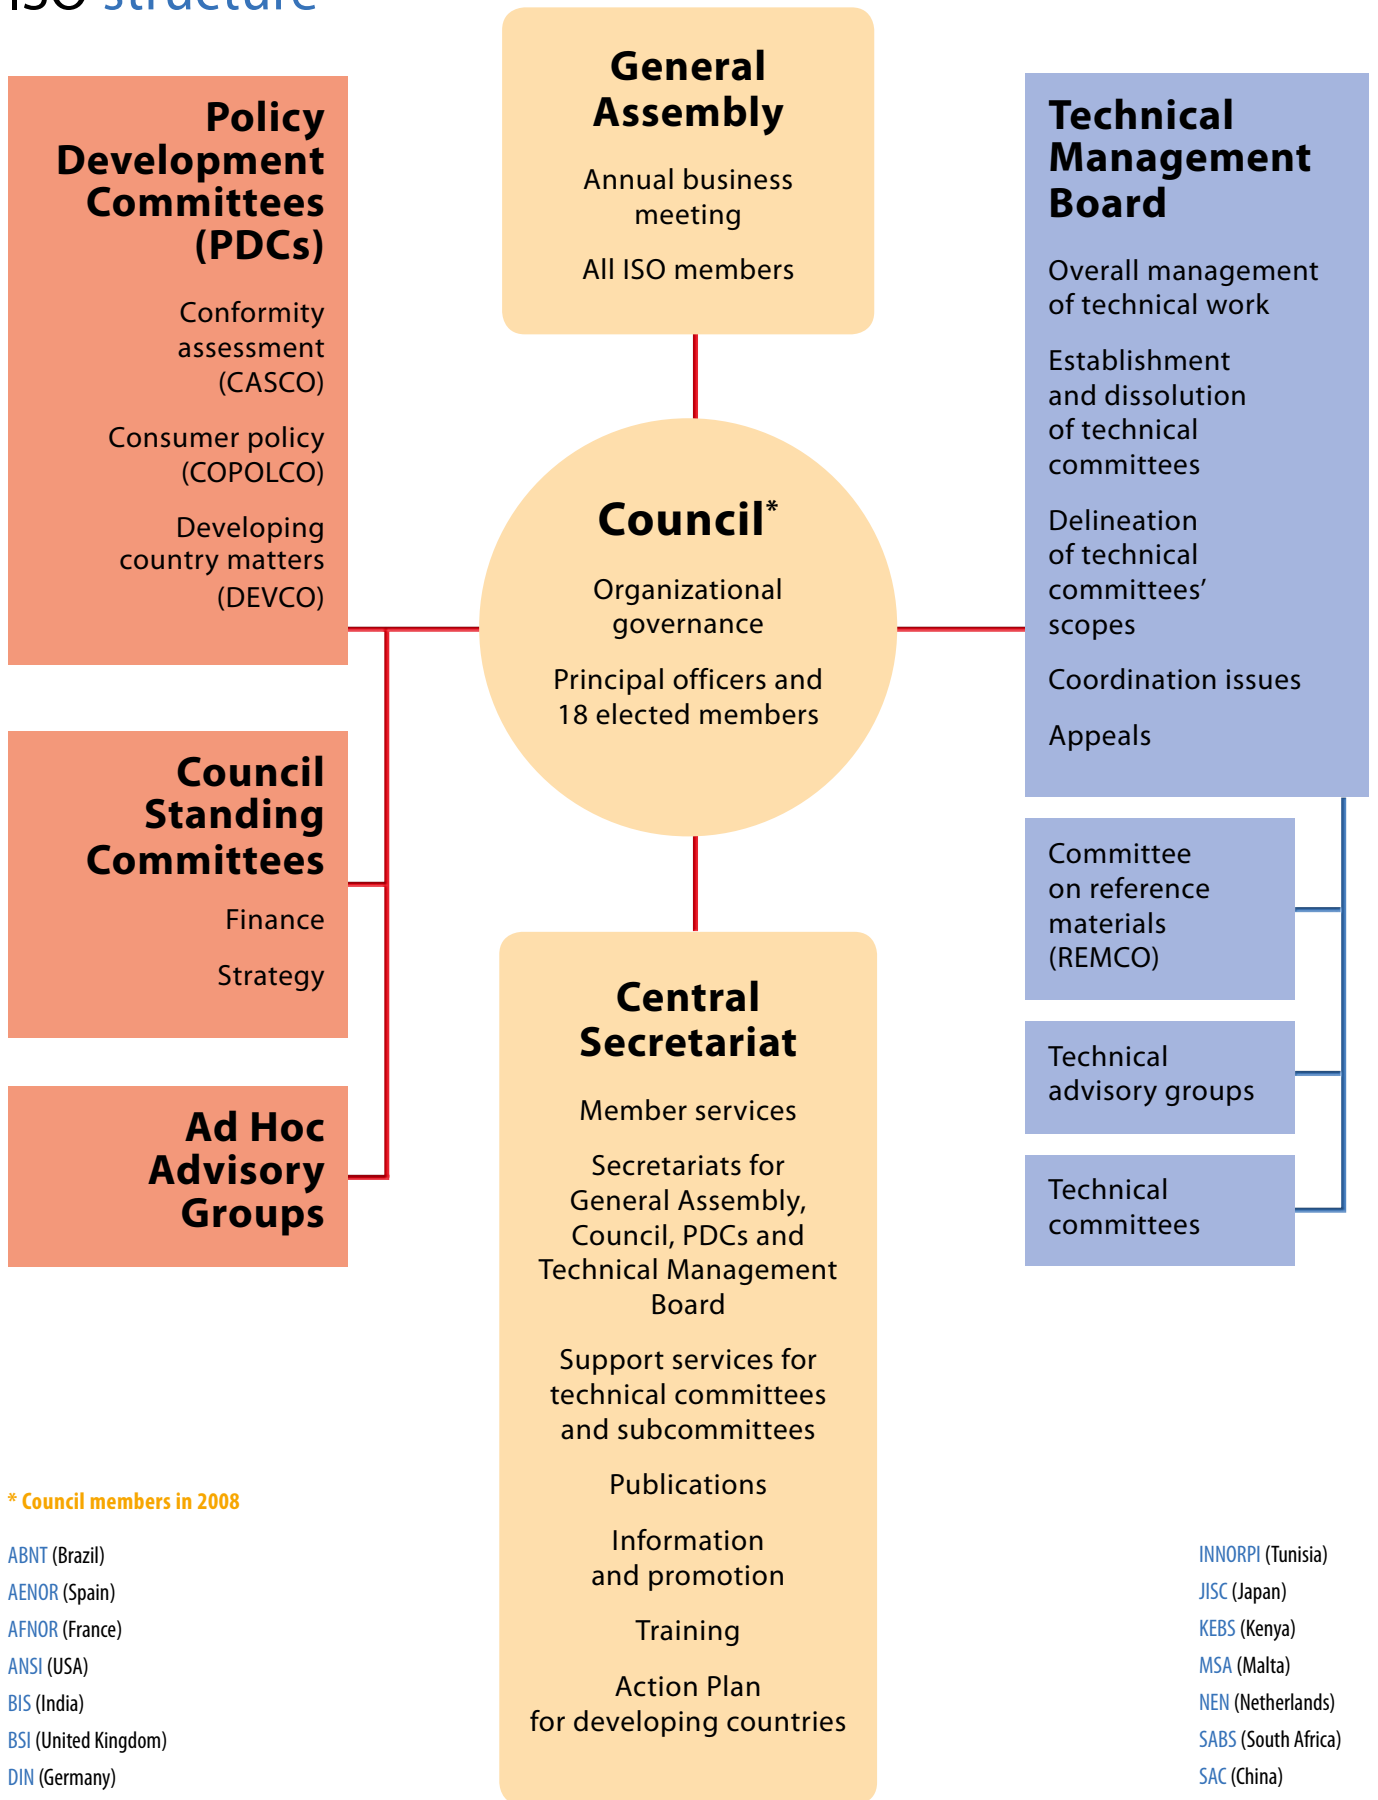 ISO structure
General
Assembly
Annual business
meeting
All ISO members
Policy
Development
Committees
(PDCs)
Conformity
assessment
(CASCO)
Consumer policy
(COPOLCO)
Developing
country matters
(DEVCO)
Council
Standing
Committees
Finance
Strategy
Ad Hoc
Advisory
Groups
Council*
Organizational
governance
Principal officers and
18 elected members
Central
Secretariat
Member services
Secretariats for
General Assembly,
Council, PDCs and
Technical Management
Board
Support services for
technical committees
and subcommittees
Publications
Information
and promotion
Training
Action Plan
for developing countries
Technical
Management
Board
Overall management
of technical work
Establishment
and dissolution
of technical
committees
Delineation
of technical
committees’
scopes
Coordination issues
Appeals
Committee
on reference
materials
(REMCO)
Technical
advisory groups
Technical
committees
* Council members in 2008
ABNT (Brazil)
AENOR (Spain)
AFNOR (France)
ANSI (USA)
BIS (India)
BSI (United Kingdom)
DIN (Germany)
INNORPI (Tunisia)
JISC (Japan)
KEBS (Kenya)
MSA (Malta)
NEN (Netherlands)
SABS (South Africa)
SAC (China)